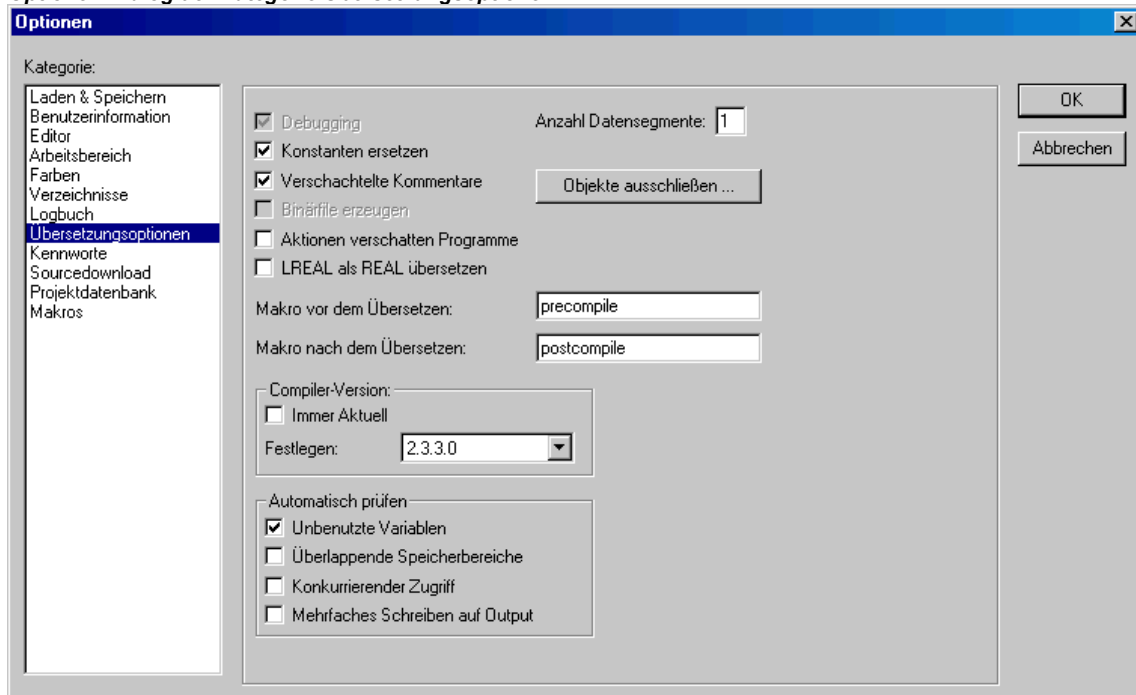 Optionen
Kategorie:
Laden & Speichern
Benutzerinformation
Editor
Arbeitsbereich
Farben
Verzeichnisse
Logbuch
Übersetzungsoptionen
Kennworte
Sourcedownload
Projektdatenbank
Makros
Debugging
Konstanten ersetzen
Verschachtelte Kommentare
Binärfile erzeugen
Aktionen verschatten Programme
LREAL als REAL übersetzen
Anzahl Datensegmente: 1
Objekte ausschließen ...
Makro vor dem Übersetzen: precompile
Makro nach dem Übersetzen: postcompile
Compiler-Version:
Immer Aktuell
Festlegen: 2.3.3.0
Automatisch prüfen
Unbenutzte Variablen
Überlappende Speicherbereiche
Konkurrierender Zugriff
Mehrfaches Schreiben auf Output
OK
Abbrechen